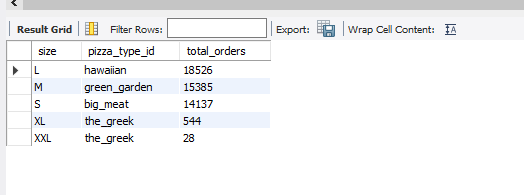 Result Grid Filter Rows: Export: Wrap Cell Content:
size pizza_type_id total_orders
L hawaiian 18526
M green_garden 15385
S big_meat 14137
XL the_greek 544
XXL the_greek 28